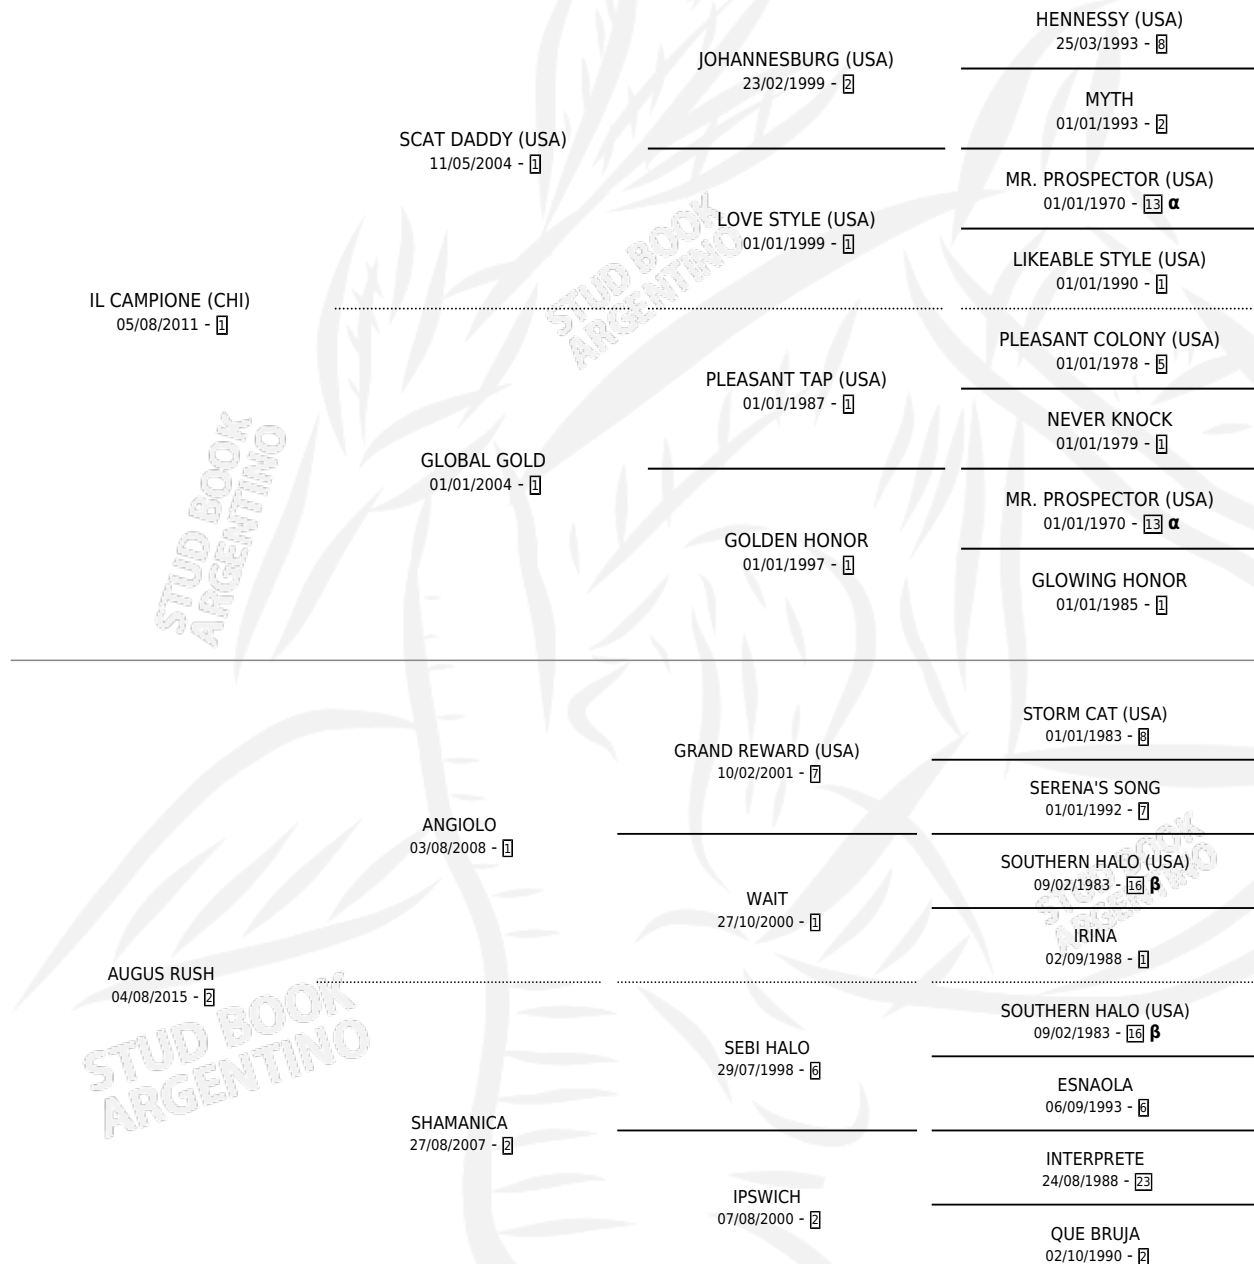 HENNESSY (USA)
25/03/1993 - 8
JOHANNESBURG (USA)
23/02/1999 - 2
MYTH
01/01/1993 - 2
SCAT DADDY (USA)
11/05/2004 - 1
MR. PROSPECTOR (USA)
01/01/1970 - 13 α
LOVE STYLE (USA)
01/01/1999 - 1
LIKEABLE STYLE (USA)
01/01/1990 - 1
IL CAMPIONE (CHI)
05/08/2011 - 1
PLEASANT COLONY (USA)
01/01/1978 - 5
PLEASANT TAP (USA)
01/01/1987 - 1
NEVER KNOCK
01/01/1979 - 1
GLOBAL GOLD
01/01/2004 - 1
MR. PROSPECTOR (USA)
01/01/1970 - 13 α
GOLDEN HONOR
01/01/1997 - 1
GLOWING HONOR
01/01/1985 - 1
STORM CAT (USA)
01/01/1983 - 8
GRAND REWARD (USA)
10/02/2001 - 7
SERENA'S SONG
01/01/1992 - 7
ANGIOLO
03/08/2008 - 1
SOUTHERN HALO (USA)
09/02/1983 - 16 β
WAIT
27/10/2000 - 1
IRINA
02/09/1988 - 1
AUGUS RUSH
04/08/2015 - 2
SOUTHERN HALO (USA)
09/02/1983 - 16 β
SEBI HALO
29/07/1998 - 6
ESNAOLA
06/09/1993 - 6
SHAMANICA
27/08/2007 - 2
INTERPRETE
24/08/1988 - 23
IPSWICH
07/08/2000 - 2
QUE BRUJA
02/10/1990 - 2
STUD BOOK
ARGENTINO
STUD BOOK
ARGENTINO
STUD BOOK
ARGENTINO
STUD BOOK
ARGENTINO